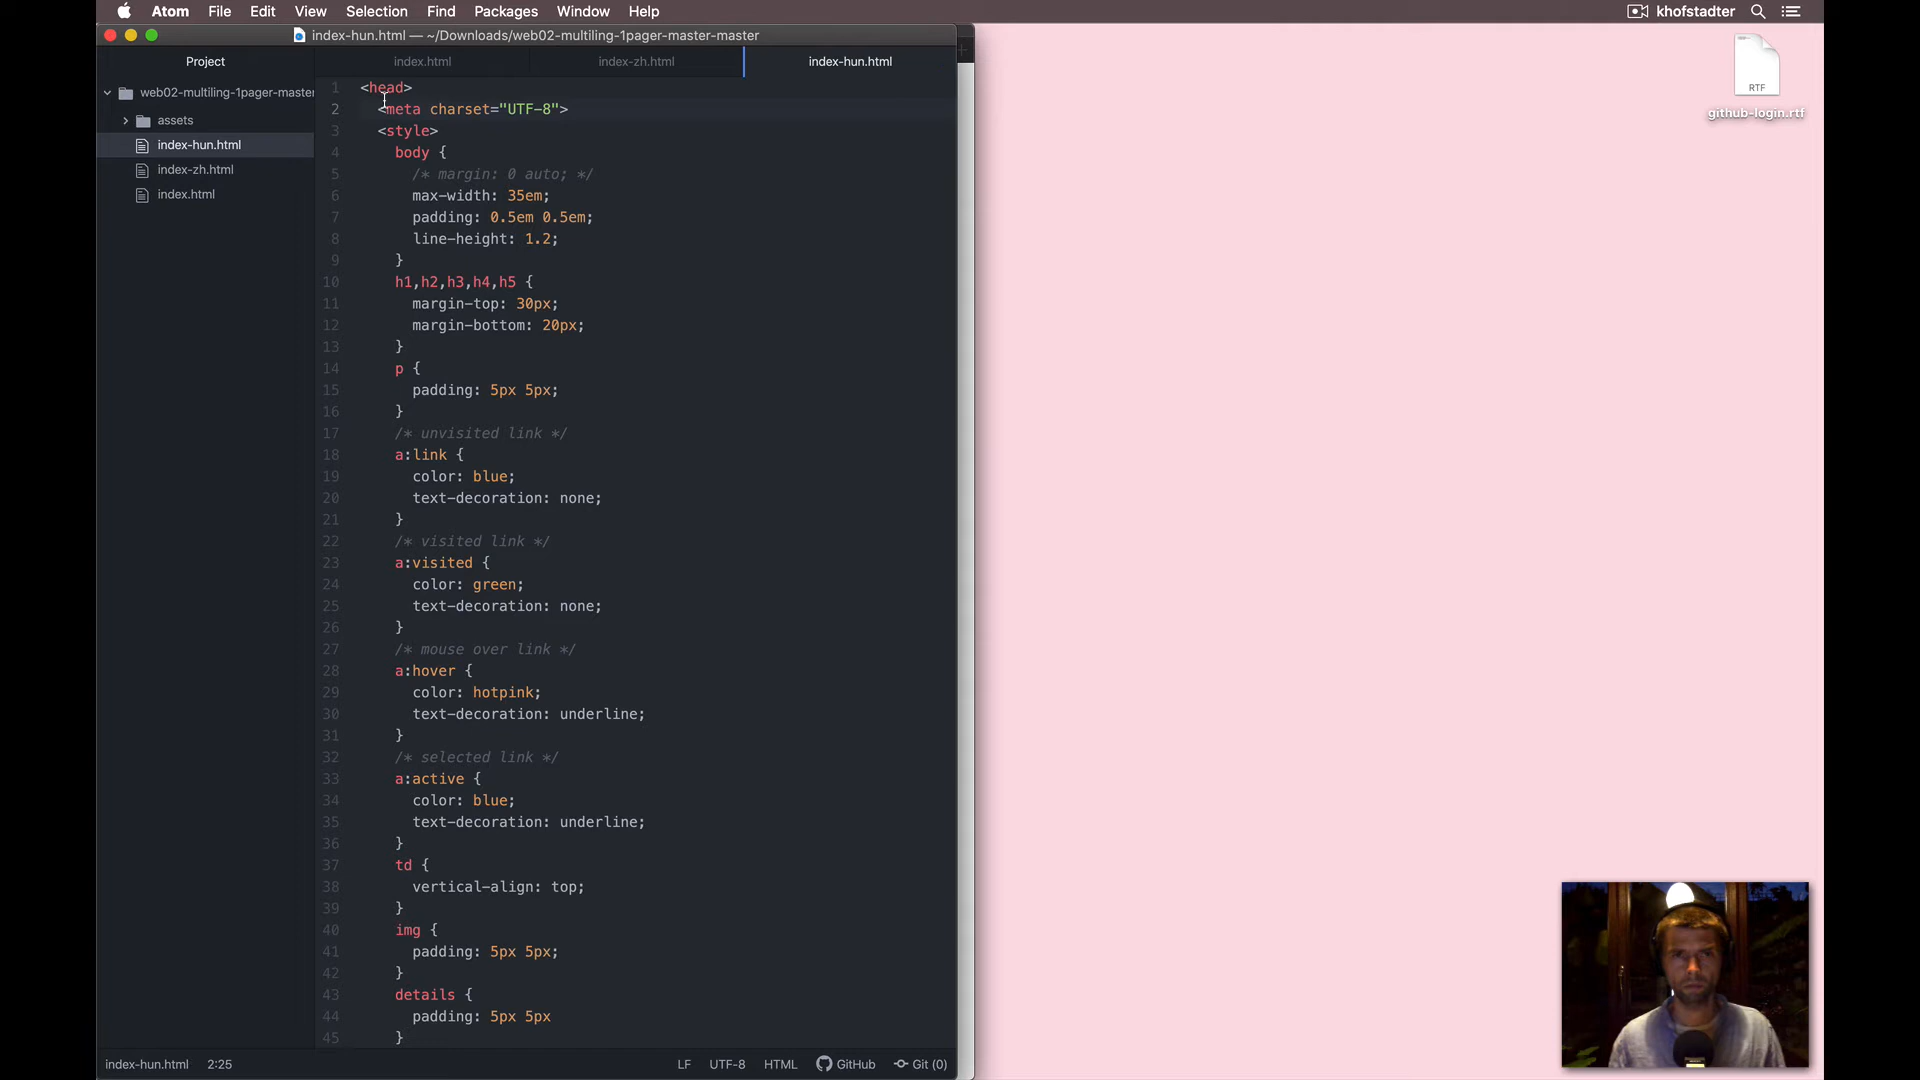 Atom File Edit View Selection Find Packages Window Help khofstadter
index-hun.html — ~/Downloads/web02-multiling-1pager-master-master
RTF
github-login.rtf
Project
web02-multiling-1pager-master
assets
index-hun.html
index-zh.html
index.html
index.html index-zh.html index-hun.html
1 <head>
2 <meta charset="UTF-8">
3 <style>
4 body {
5 /* margin: 0 auto; */
6 max-width: 35em;
7 padding: 0.5em 0.5em;
8 line-height: 1.2;
9 }
10 h1,h2,h3,h4,h5 {
11 margin-top: 30px;
12 margin-bottom: 20px;
13 }
14 p {
15 padding: 5px 5px;
16 }
17 /* unvisited link */
18 a:link {
19 color: blue;
20 text-decoration: none;
21 }
22 /* visited link */
23 a:visited {
24 color: green;
25 text-decoration: none;
26 }
27 /* mouse over link */
28 a:hover {
29 color: hotpink;
30 text-decoration: underline;
31 }
32 /* selected link */
33 a:active {
34 color: blue;
35 text-decoration: underline;
36 }
37 td {
38 vertical-align: top;
39 }
40 img {
41 padding: 5px 5px;
42 }
43 details {
44 padding: 5px 5px
45 }
index-hun.html 2:25 LF UTF-8 HTML GitHub Git (0)